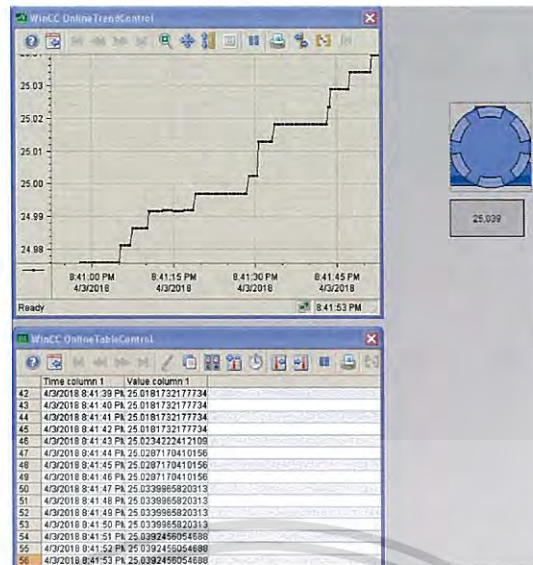 WinCC OnlineTrendControl
25.03
25.02
25.01
25.00
24.99
24.98
8:41:00 PM 8:41:15 PM 8:41:30 PM 8:41:45 PM
4/3/2018 4/3/2018 4/3/2018 4/3/2018
Ready 8:41:53 PM
25,039
WinCC OnlineTableControl
Time column 1 Value column 1
42 4/3/2018 8:41:39 PM 25.0181732177734
43 4/3/2018 8:41:40 PM 25.0181732177734
44 4/3/2018 8:41:41 PM 25.0181732177734
45 4/3/2018 8:41:42 PM 25.0181732177734
46 4/3/2018 8:41:43 PM 25.0234222412109
47 4/3/2018 8:41:44 PM 25.0287170410156
48 4/3/2018 8:41:45 PM 25.0287170410156
49 4/3/2018 8:41:46 PM 25.0287170410156
50 4/3/2018 8:41:47 PM 25.0339965820313
51 4/3/2018 8:41:48 PM 25.0339965820313
52 4/3/2018 8:41:49 PM 25.0339965820313
53 4/3/2018 8:41:50 PM 25.0339965820313
54 4/3/2018 8:41:51 PM 25.0392456054688
55 4/3/2018 8:41:52 PM 25.0392456054688
56 4/3/2018 8:41:53 PM 25.0392456054688